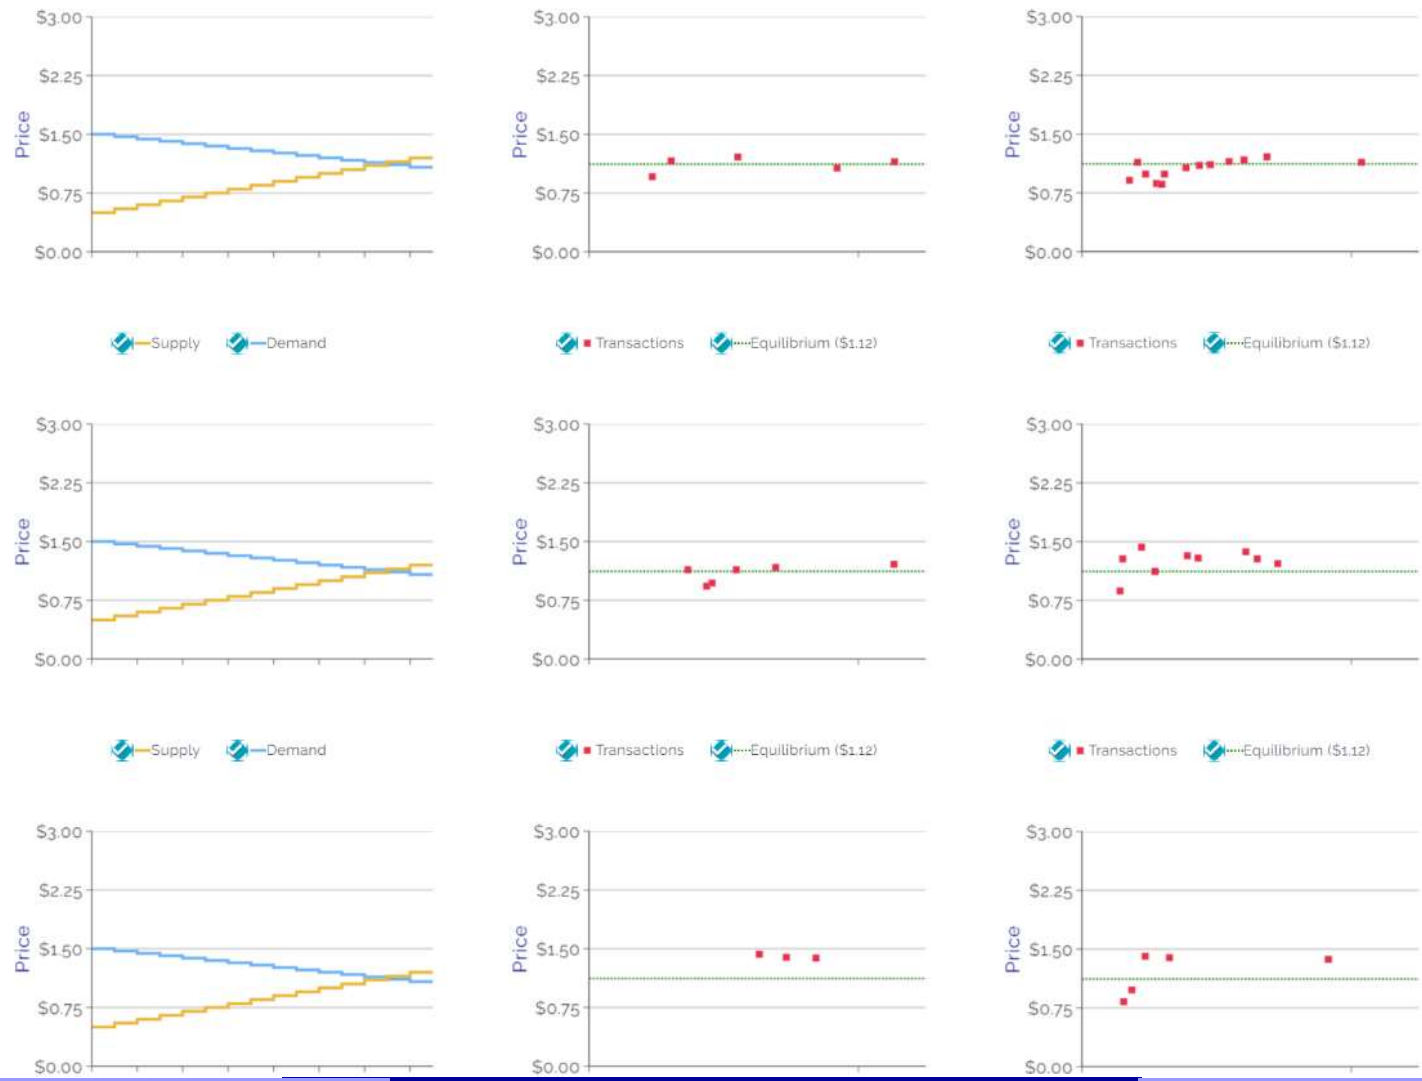 $3.00 $3.00 $3.00
$2.25 $2.25 $2.25
Price $1.50 Price $1.50 Price $1.50
$0.75 $0.75 $0.75
$0.00 $0.00 $0.00
Supply Demand Transactions Equilibrium ($1.12) Transactions Equilibrium ($1.12)
$3.00 $3.00 $3.00
$2.25 $2.25 $2.25
Price $1.50 Price $1.50 Price $1.50
$0.75 $0.75 $0.75
$0.00 $0.00 $0.00
Supply Demand Transactions Equilibrium ($1.12) Transactions Equilibrium ($1.12)
$3.00 $3.00 $3.00
$2.25 $2.25 $2.25
Price $1.50 Price $1.50 Price $1.50
$0.75 $0.75 $0.75
$0.00 $0.00 $0.00